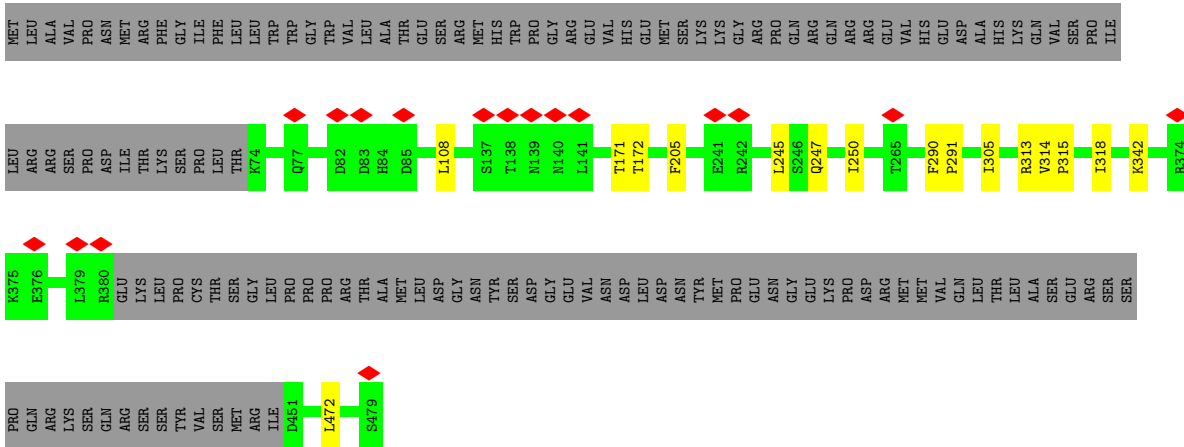 MET LEU ALA VAL PRO ASN MET ARG PHE GLY ILE PHE LEU LEU TRP TRP GLY TRP VAL LEU ALA THR GLU SER ARG MET HIS TRP PRO GLY ARG GLU VAL HIS GLU MET SER LYS LYS GLY ARG PRO GLN ARG GLN ARG ARG GLU VAL HIS GLU ASP ALA HIS LYS GLN VAL SER PRO ILE
LEU ARG ARG SER PRO ASP ILE THR LYS SER PRO LEU THR K74 Q77 D82 D83 H84 D85 L108 S137 T138 N139 N140 L141 T171 T172 F205 E241 R242 L245 S246 Q247 I250 T265 F290 P291 I305 R313 V314 P315 I318 K342 R374
K375 E376 L379 R380 GLU LYS LEU PRO CYS THR SER GLY LEU PRO PRO PRO ARG THR ALA MET LEU ASP GLY ASN TYR SER ASP GLY GLU VAL ASN ASP LEU ASP ASN TYR MET PRO GLU ASN GLY GLU LYS PRO ASP ARG MET MET VAL GLN LEU THR LEU ALA SER GLU ARG SER SER
PRO GLN ARG LYS SER GLN ARG SER SER TYR VAL SER MET ARG ILE D451 L472 S479